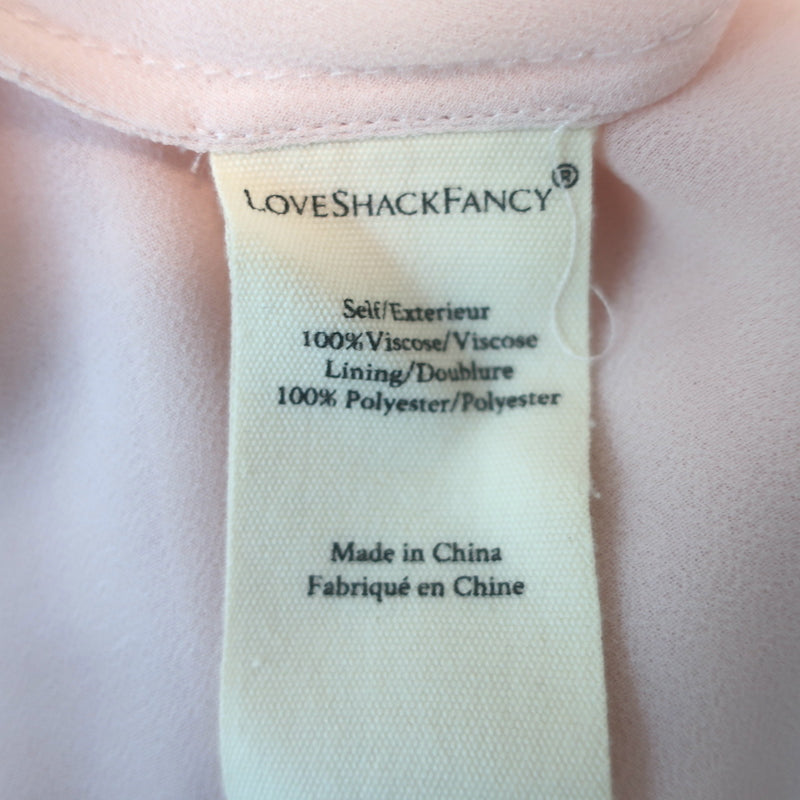 LOVESHACKFANCY®
Self/Exterieur
100%Viscose/Viscose
Lining/Doublure
100% Polyester/Polyester
Made in China
Fabriqué en Chine